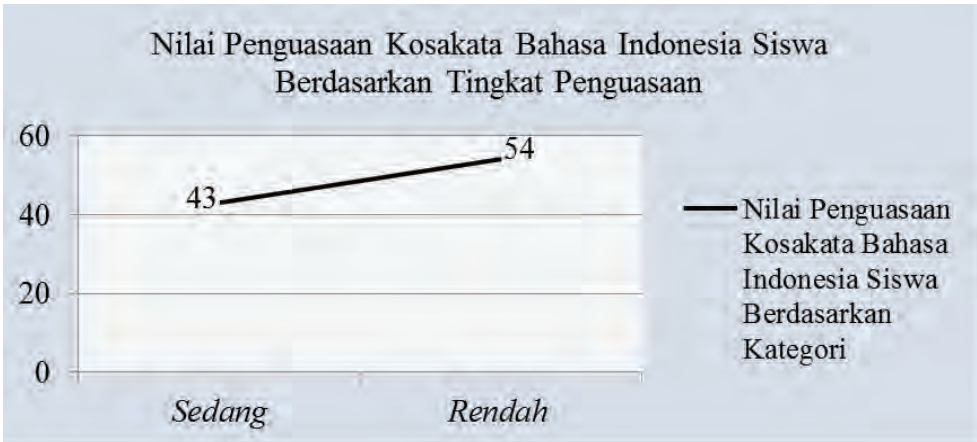 Nilai Penguasaan Kosakata Bahasa Indonesia Siswa
Berdasarkan Tingkat Penguasaan
60
40
20
0
43
54
Sedang
Rendah
Nilai Penguasaan
Kosakata Bahasa
Indonesia Siswa
Berdasarkan
Kategori